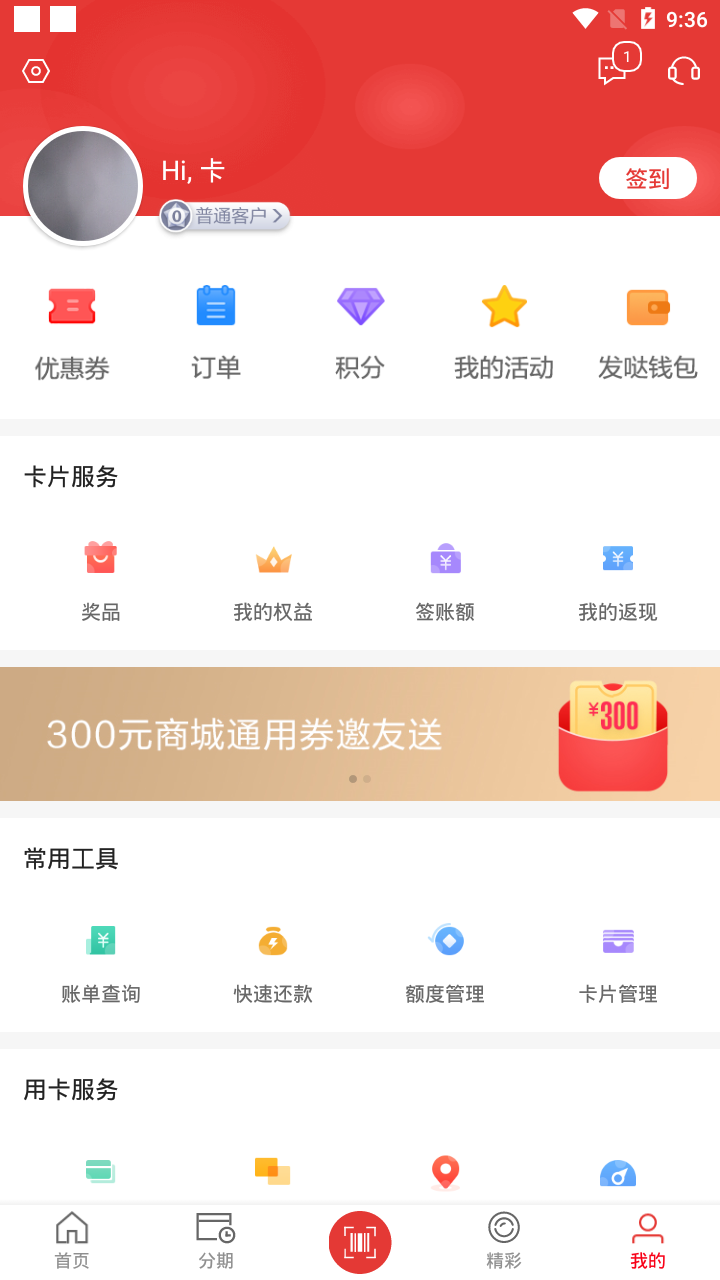 9:36
1
Hi, 卡
签到
0 普通客户
优惠券 订单 积分 我的活动 发哒钱包
卡片服务
奖品 我的权益 签账额 我的返现
300元商城通用券邀友送
¥300
常用工具
账单查询 快速还款 额度管理 卡片管理
用卡服务
首页 分期 精彩 我的